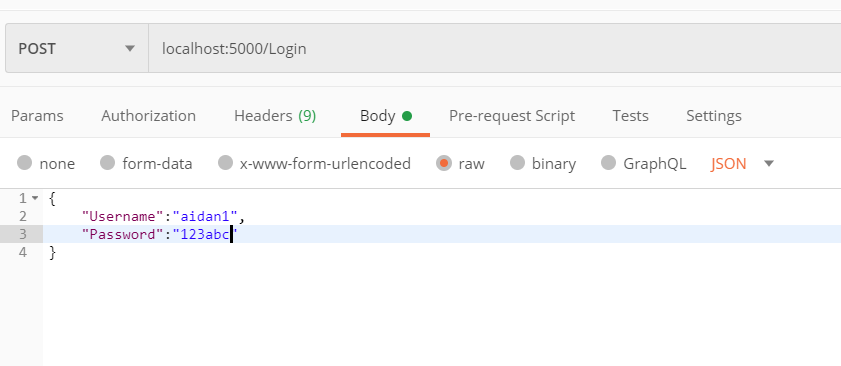 POST localhost:5000/Login
Params Authorization Headers (9) Body Pre-request Script Tests Settings
none form-data x-www-form-urlencoded raw binary GraphQL JSON
1 {
2 "Username":"aidan1",
3 "Password":"123abc"
4 }